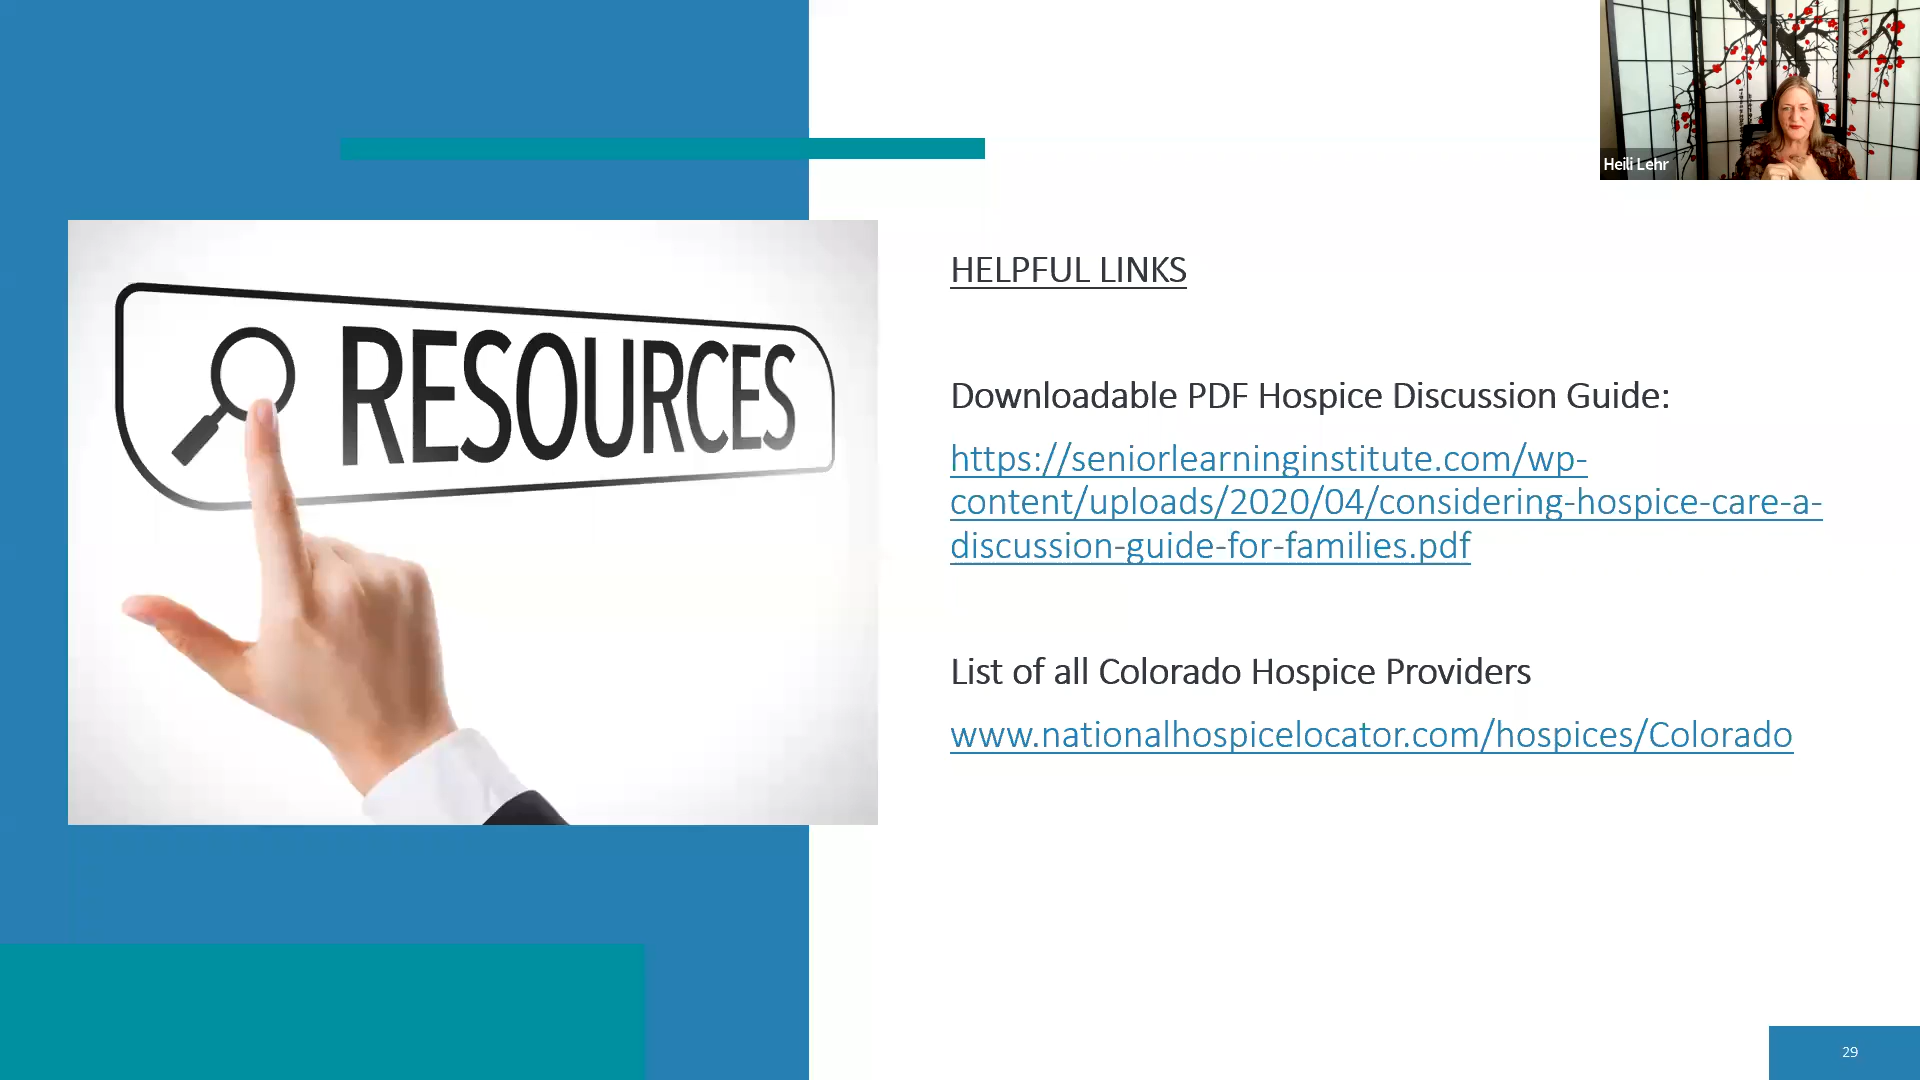 Heili Lehr
RESOURCES
HELPFUL LINKS
Downloadable PDF Hospice Discussion Guide:
https://seniorlearninginstitute.com/wp-
content/uploads/2020/04/considering-hospice-care-a-
discussion-guide-for-families.pdf
List of all Colorado Hospice Providers
www.nationalhospicelocator.com/hospices/Colorado
29